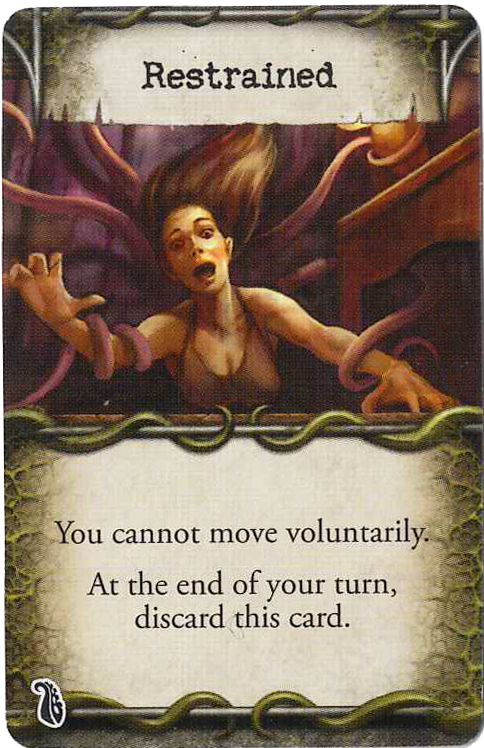 Restrained
You cannot move voluntarily.
At the end of your turn,
discard this card.